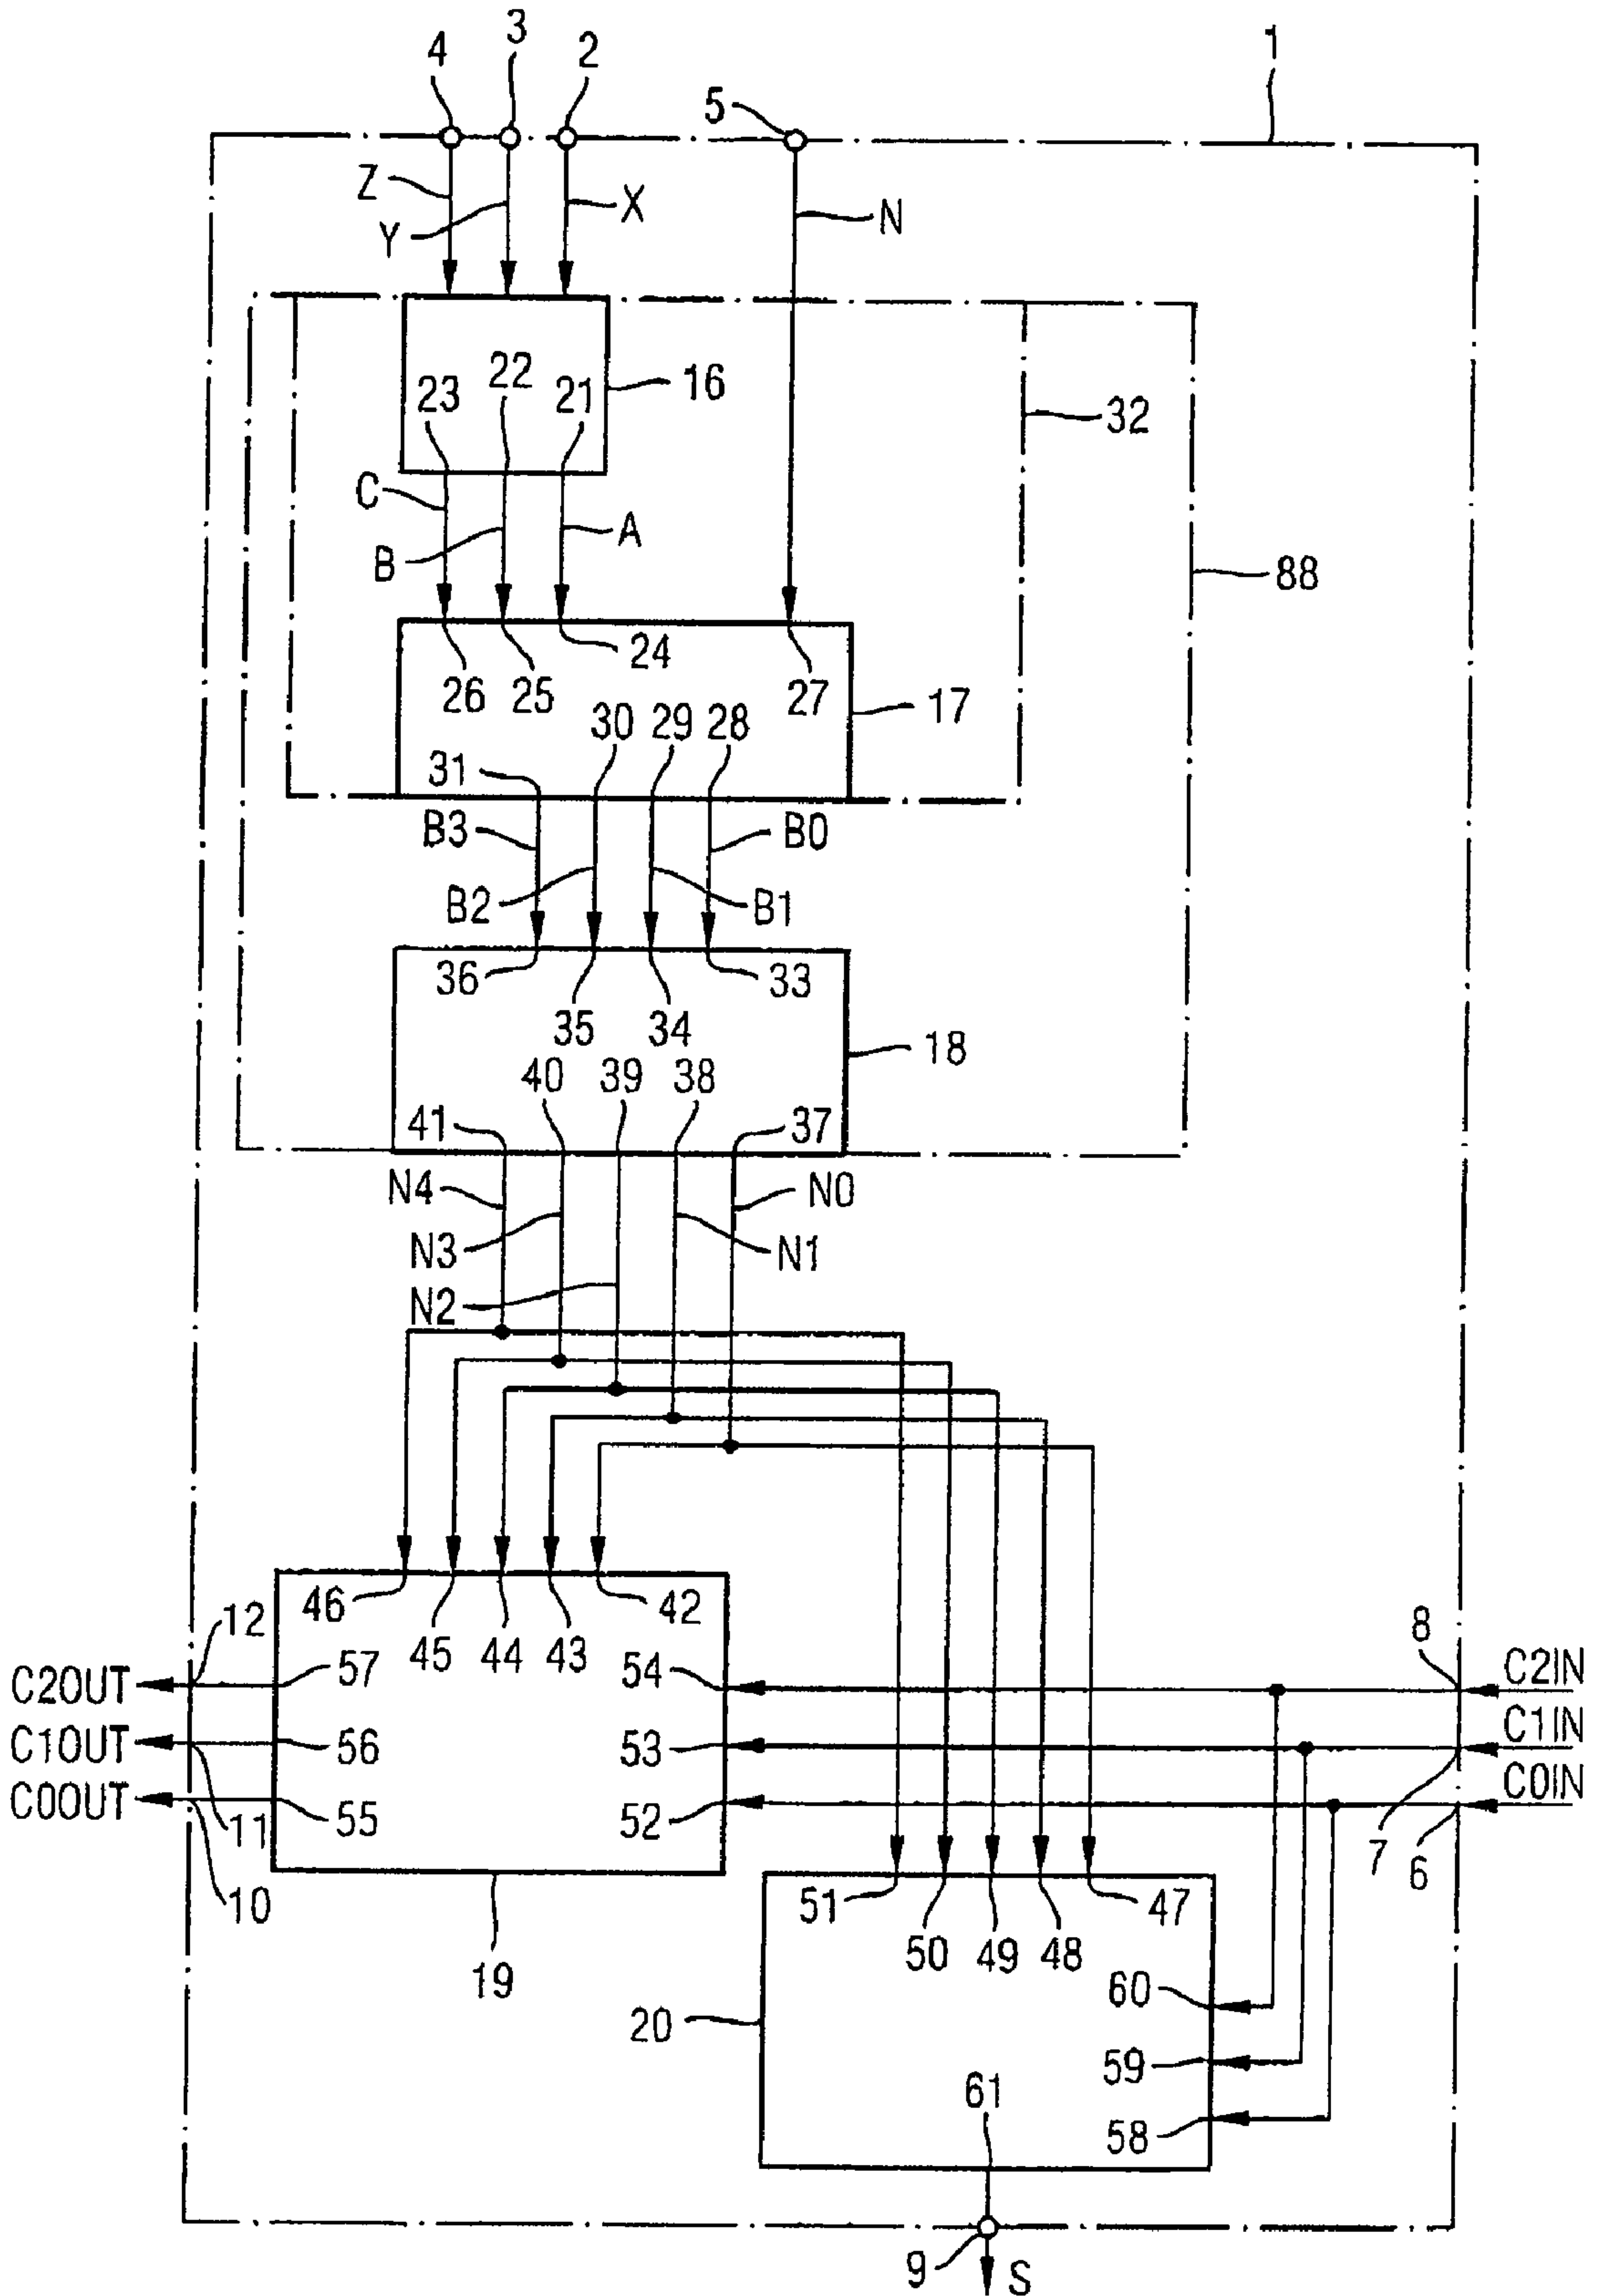 4 3 2 1
5
Z Y X N
16
23 22 21
32
C B A
88
26 25 24 27
17
31 30 29 28
B3 B2 B1 B0
36 35 34 33
18
41 40 39 38 37
N4 N0
N3 N1
N2
46 45 44 43 42
12 8
C2OUT 57 54 C2IN
C1OUT 56 53 C1IN
C0OUT 55 52 C0IN
11 7
10 6
51 50 49 48 47
19
60
20
59
61
58
9 S